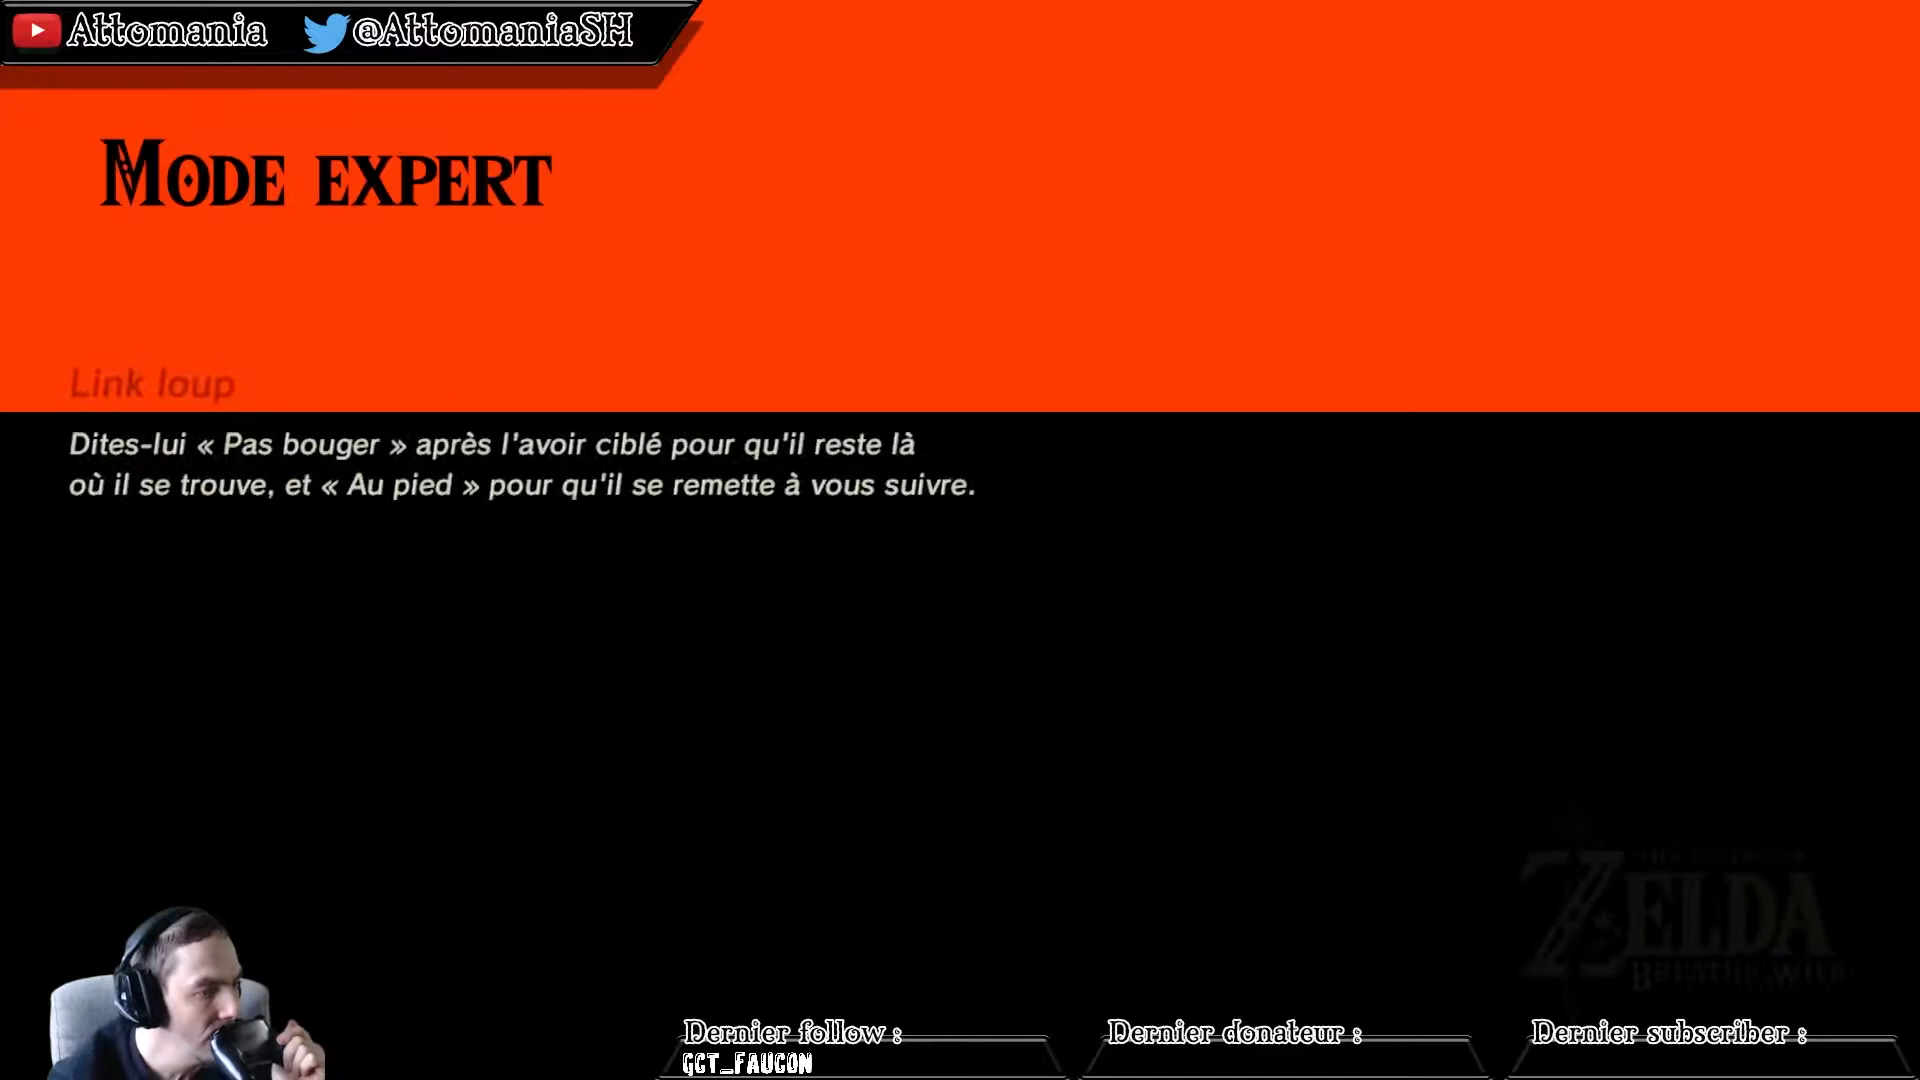 Attomania @AttomaniaSH
Mode expert
Link loup
Dites-lui « Pas bouger » après l'avoir ciblé pour qu'il reste là
où il se trouve, et « Au pied » pour qu'il se remette à vous suivre.
ZELDA
Dernier follow :
GCT_FAUCON
Dernier donateur :
Dernier subscriber :